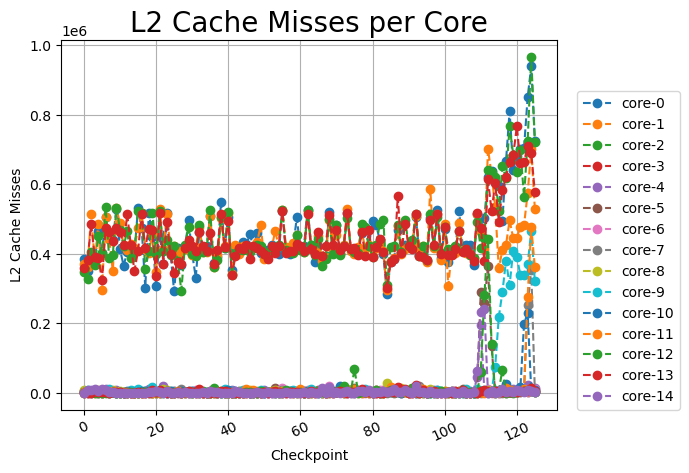 L2 Cache Misses per Core
1e6
1.0
0.8
0.6
0.4
0.2
0.0
L2 Cache Misses
0
20
40
60
80
100
120
Checkpoint
core-0
core-1
core-2
core-3
core-4
core-5
core-6
core-7
core-8
core-9
core-10
core-11
core-12
core-13
core-14